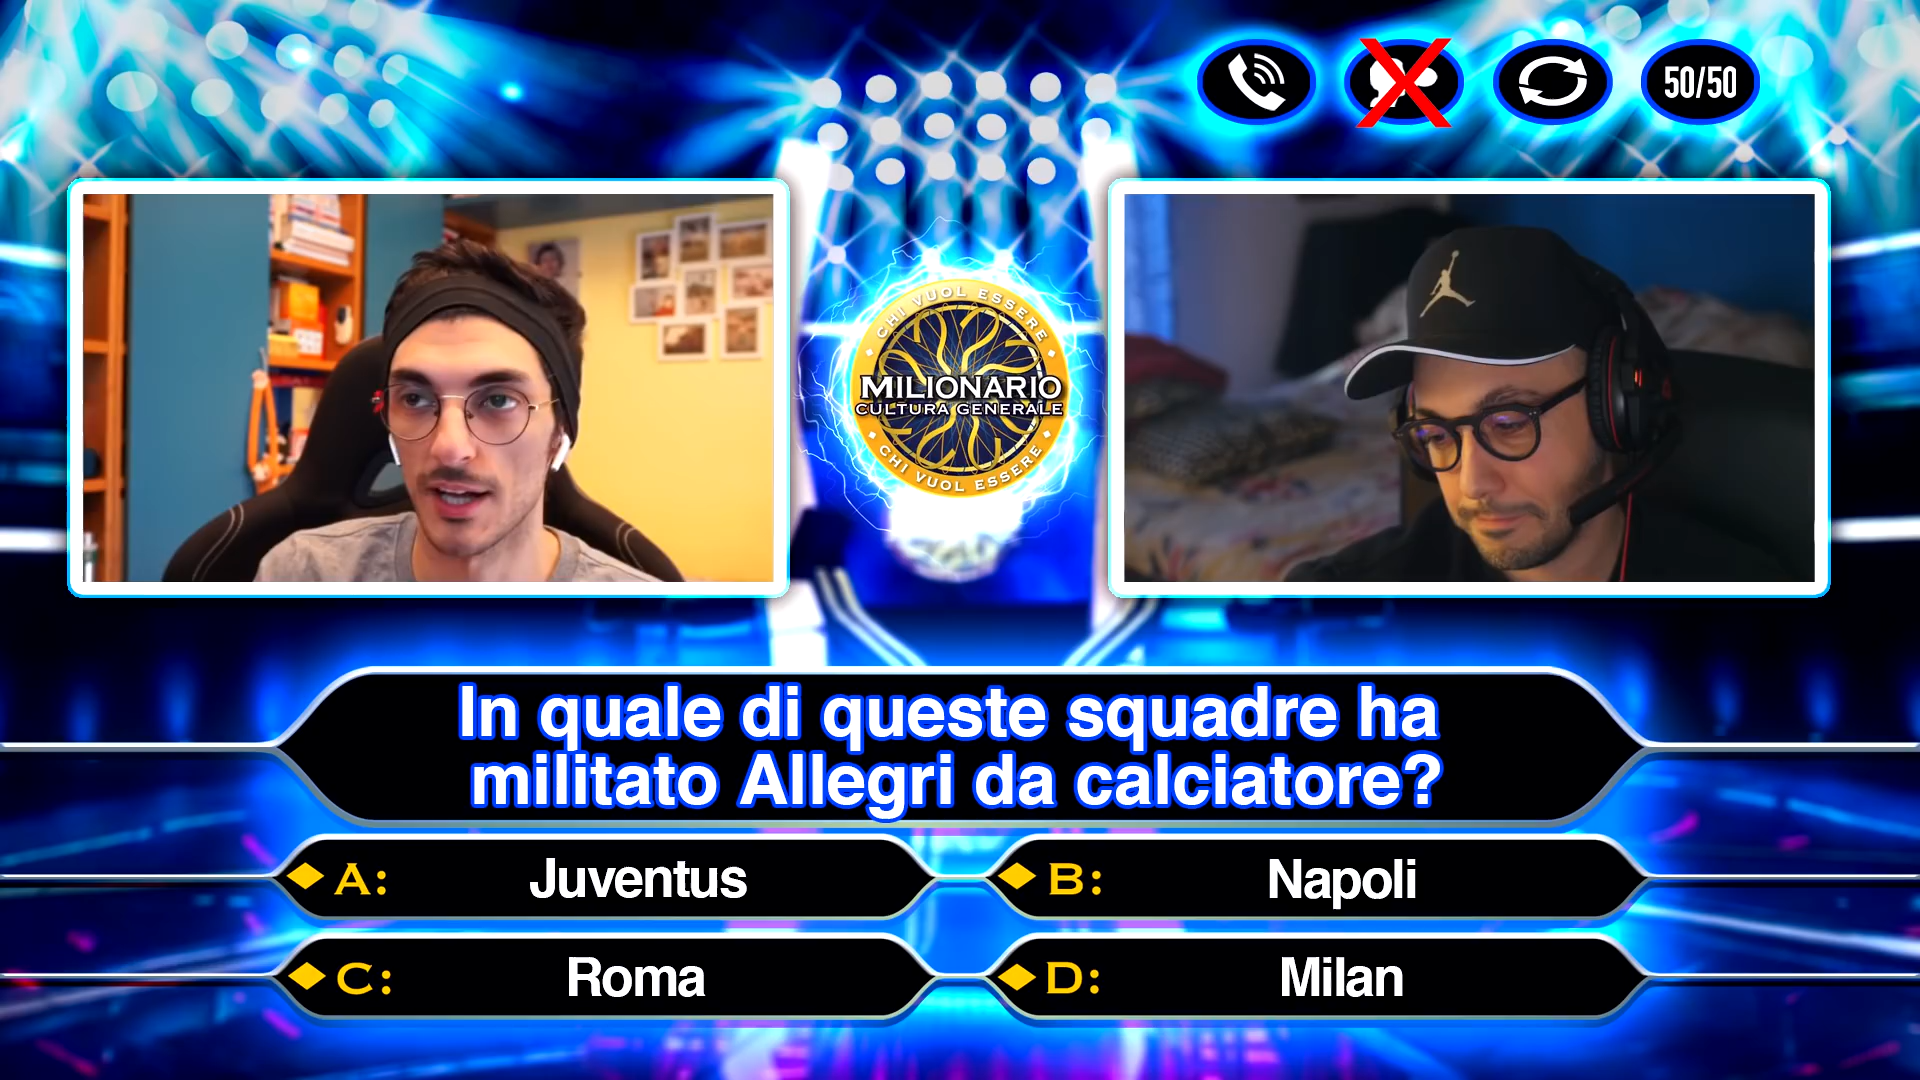 50/50
CHI VUOL ESSERE
MILIONARIO
CULTURA GENERALE
CHI VUOL ESSERE
In quale di queste squadre ha
militato Allegri da calciatore?
A: Juventus
B: Napoli
C: Roma
D: Milan